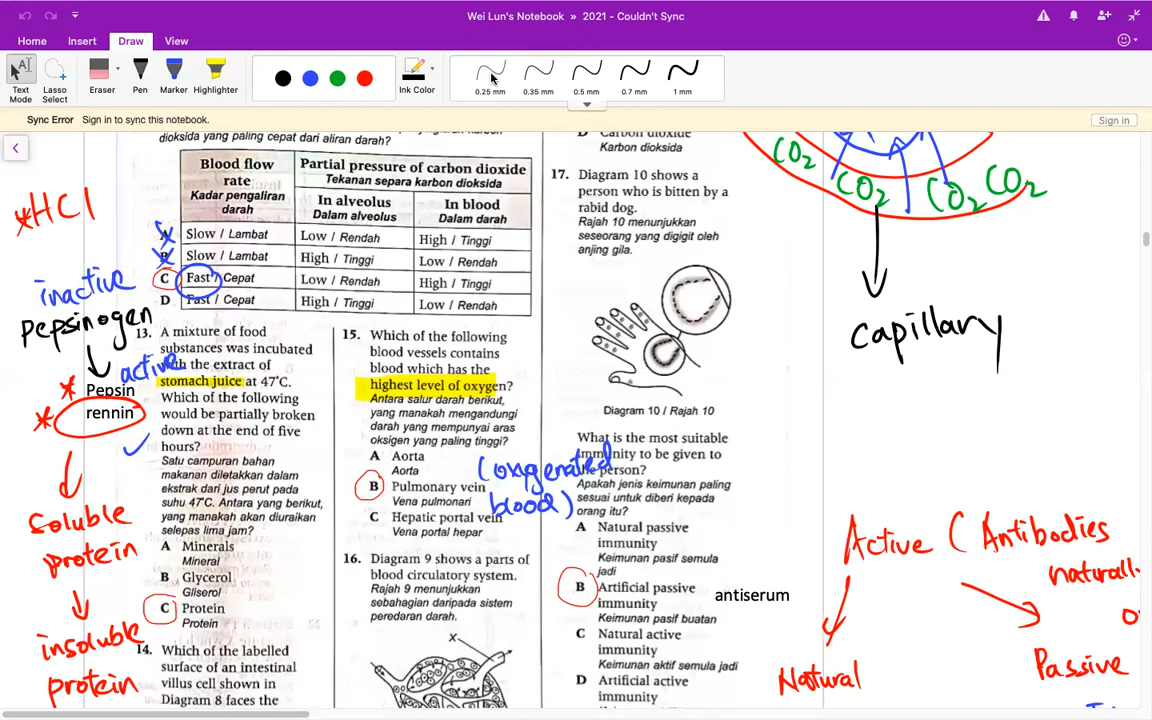 Wei Lun's Notebook » 2021 - Couldn't Sync
Home Insert Draw View
Text Mode
Lasso Select
Eraser
Pen
Marker
Highlighter
Ink Color
0.25 mm
0.35 mm
0.5 mm
0.7 mm
1 mm
Sync Error Sign in to sync this notebook.
Sign in
dioksida yang paling cepat dari aliran darah?
Blood flow rate
Kadar pengaliran darah
Partial pressure of carbon dioxide
Tekanan separa karbon dioksida
In alveolus
Dalam alveolus
In blood
Dalam darah
A Slow / Lambat Low / Rendah High / Tinggi
B Slow / Lambat High / Tinggi Low / Rendah
C Fast / Cepat Low / Rendah High / Tinggi
D Fast / Cepat High / Tinggi Low / Rendah
*HCl
inactive
pepsinogen
active
Pepsin
rennin
soluble
protein
insoluble
protein
13. A mixture of food
substances was incubated
with the extract of
stomach juice at 47°C.
Which of the following
would be partially broken
down at the end of five
hours?
Satu campuran bahan
makanan diletakkan dalam
ekstrak dari jus perut pada
suhu 47°C. Antara yang berikut,
yang manakah akan diuraikan
selepas lima jam?
A Minerals
Mineral
B Glycerol
Gliserol
C Protein
Protein
14. Which of the labelled
surface of an intestinal
villus cell shown in
Diagram 8 faces the
15. Which of the following
blood vessels contains
blood which has the
highest level of oxygen?
Antara salur darah berikut,
yang manakah mengandungi
darah yang mempunyai aras
oksigen yang paling tinggi?
A Aorta
Aorta
B Pulmonary vein
Vena pulmonari
C Hepatic portal vein
Vena portal hepar
(oxygenated
blood)
16. Diagram 9 shows a parts of
blood circulatory system.
Rajah 9 menunjukkan
sebahagian daripada sistem
peredaran darah.
X
D Carbon dioxide
Karbon dioksida
17. Diagram 10 shows a
person who is bitten by a
rabid dog.
Rajah 10 menunjukkan
seseorang yang digigit oleh
anjing gila.
Diagram 10 / Rajah 10
What is the most suitable
immunity to be given to
the person?
Apakah jenis keimunan paling
sesuai untuk diberi kepada
orang itu?
A Natural passive
immunity
Keimunan pasif semula
jadi
B Artificial passive
immunity
Keimunan pasif buatan
antiserum
C Natural active
immunity
Keimunan aktif semula jadi
D Artificial active
immunity
CO2
CO2
CO2
CO2
capillary
Active (Antibodies
naturall
Natural
Passive